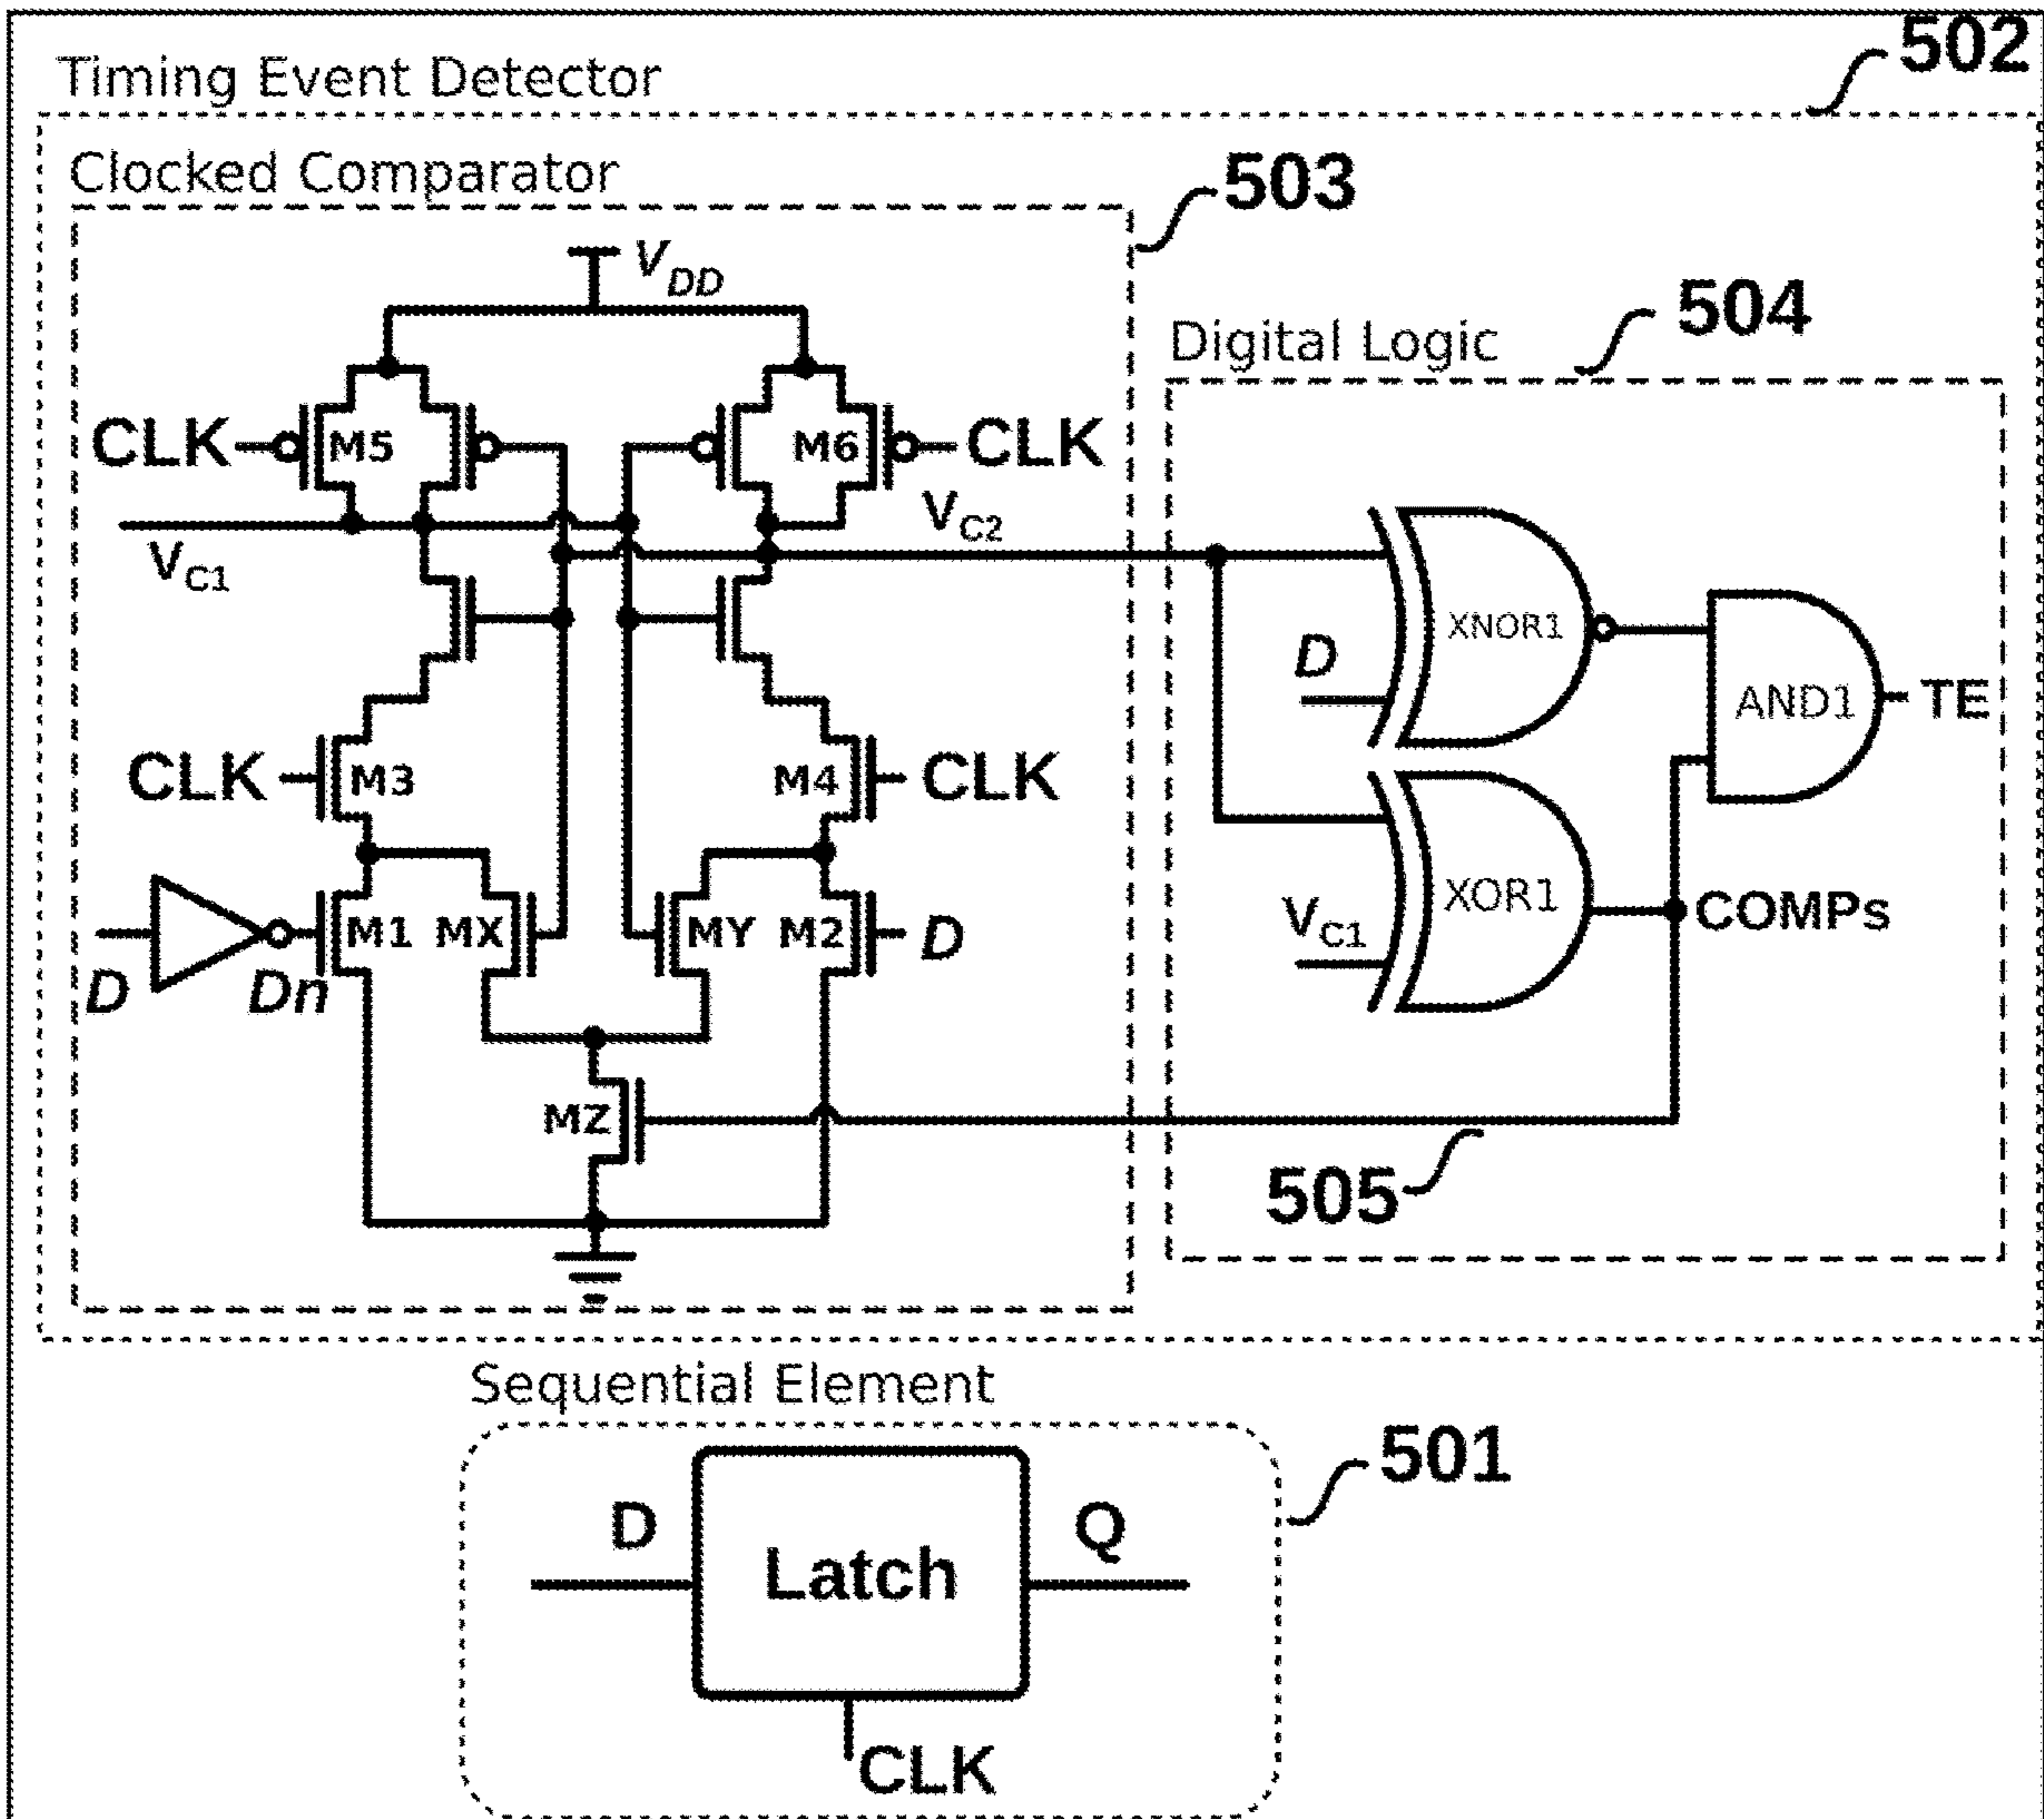 502
Timing Event Detector
Clocked Comparator
503
VDD
504
Digital Logic
CLK M5 M6 CLK
VC2
VC1
XNOR1
D
AND1 TE
CLK M3 M4 CLK
XOR1
VC1
COMPs
M1 MX MY M2 D
D Dn
MZ
505
Sequential Element
501
D Q
Latch
CLK